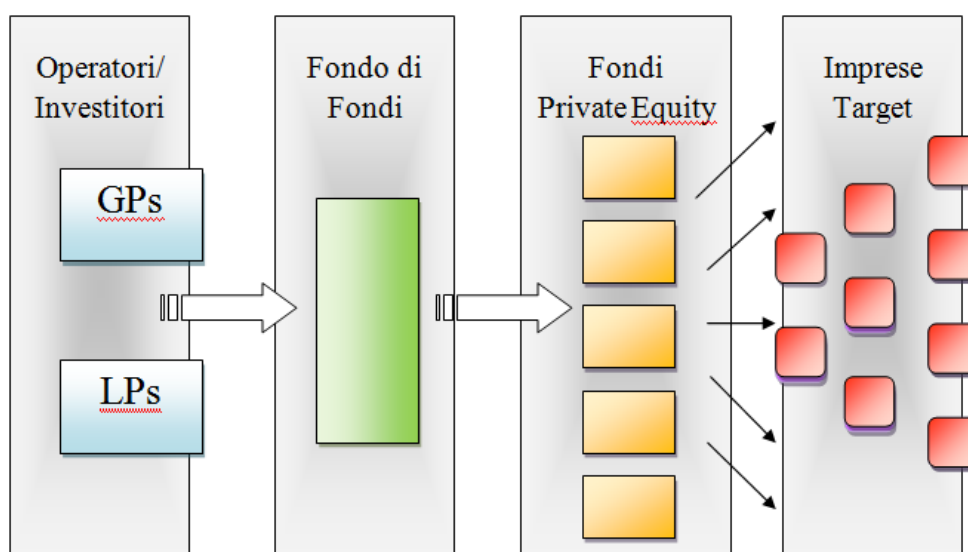 Operatori/
Investitori
GPs
LPs
Fondo di
Fondi
Fondi
Private Equity
Imprese
Target